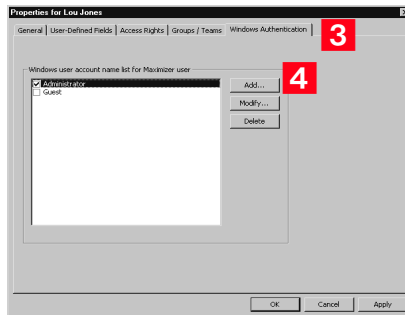 Properties for Lou Jones
General User-Defined Fields Access Rights Groups / Teams Windows Authentication
3
Windows user account name list for Maximizer user
4
Administrator
Add...
Guest
Modify...
Delete
OK Cancel Apply